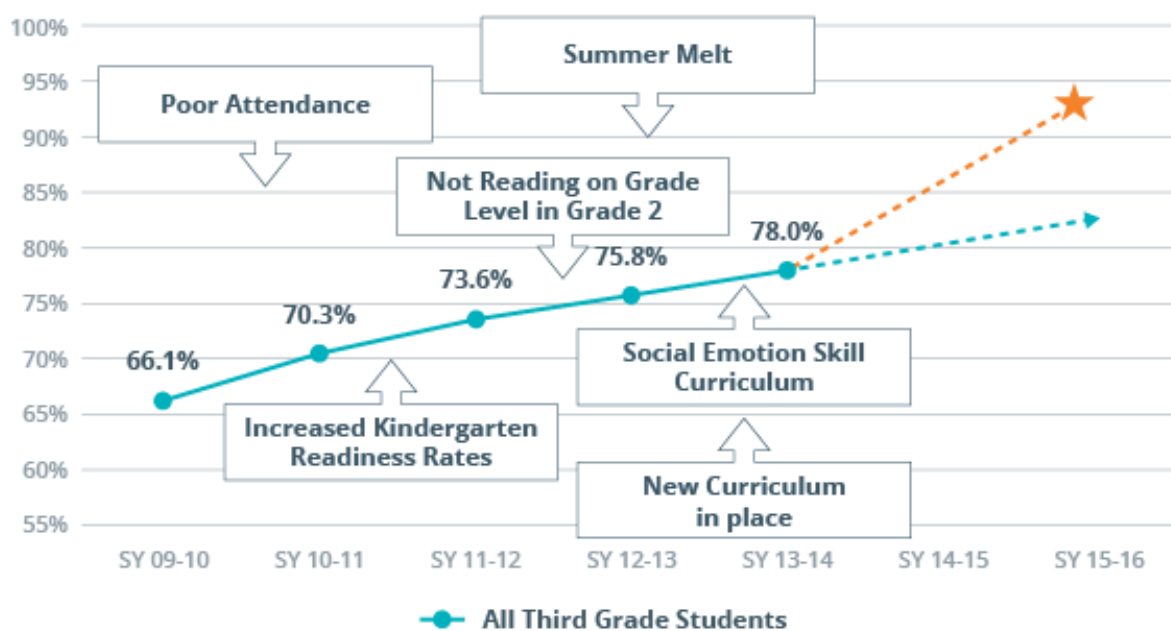 100%
95%
90%
85%
80%
75%
70%
65%
60%
55%
Poor Attendance
Summer Melt
Not Reading on Grade
Level in Grade 2
66.1%
70.3%
73.6%
75.8%
78.0%
Increased Kindergarten
Readiness Rates
Social Emotion Skill
Curriculum
New Curriculum
in place
SY 09-10
SY 10-11
SY 11-12
SY 12-13
SY 13-14
SY 14-15
SY 15-16
All Third Grade Students